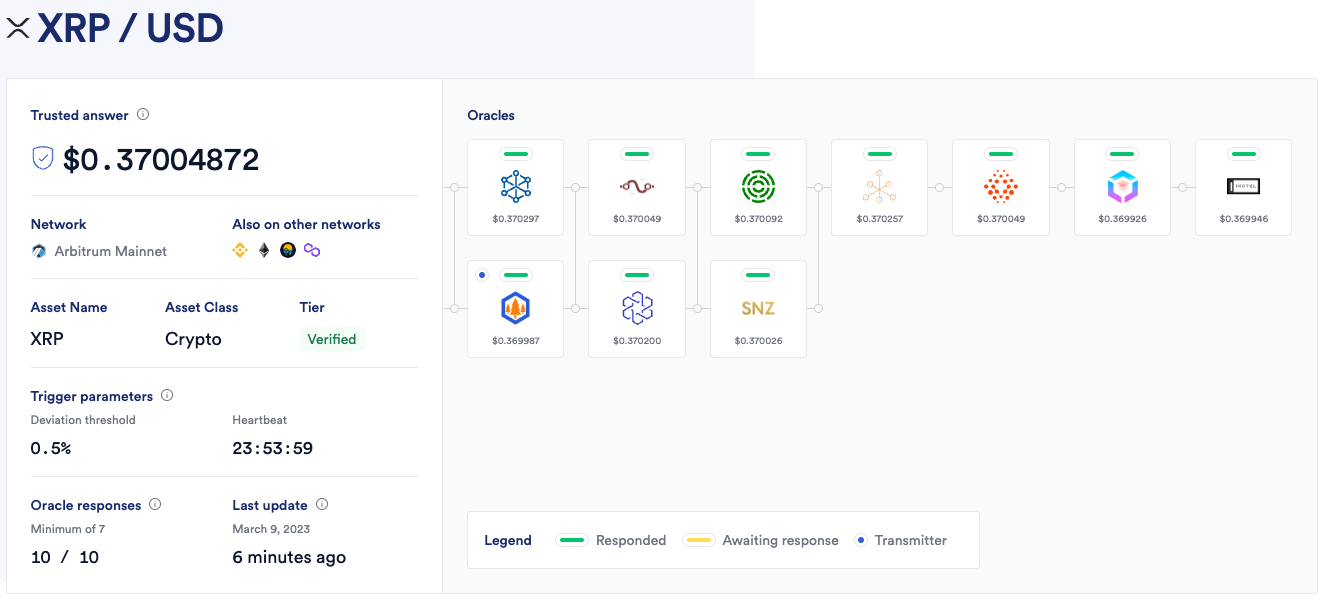 XRP / USD
Trusted answer
$0.37004872
Network
Also on other networks
Arbitrum Mainnet
Asset Name
Asset Class
Tier
XRP
Crypto
Verified
Trigger parameters
Deviation threshold
Heartbeat
0.5%
23:53:59
Oracle responses
Last update
Minimum of 7
March 9, 2023
10 / 10
6 minutes ago
Oracles
$0.370297
$0.370049
$0.370092
$0.370257
$0.370049
$0.369926
$0.369946
SNZ
$0.369987
$0.370200
$0.370026
Legend
Responded
Awaiting response
Transmitter